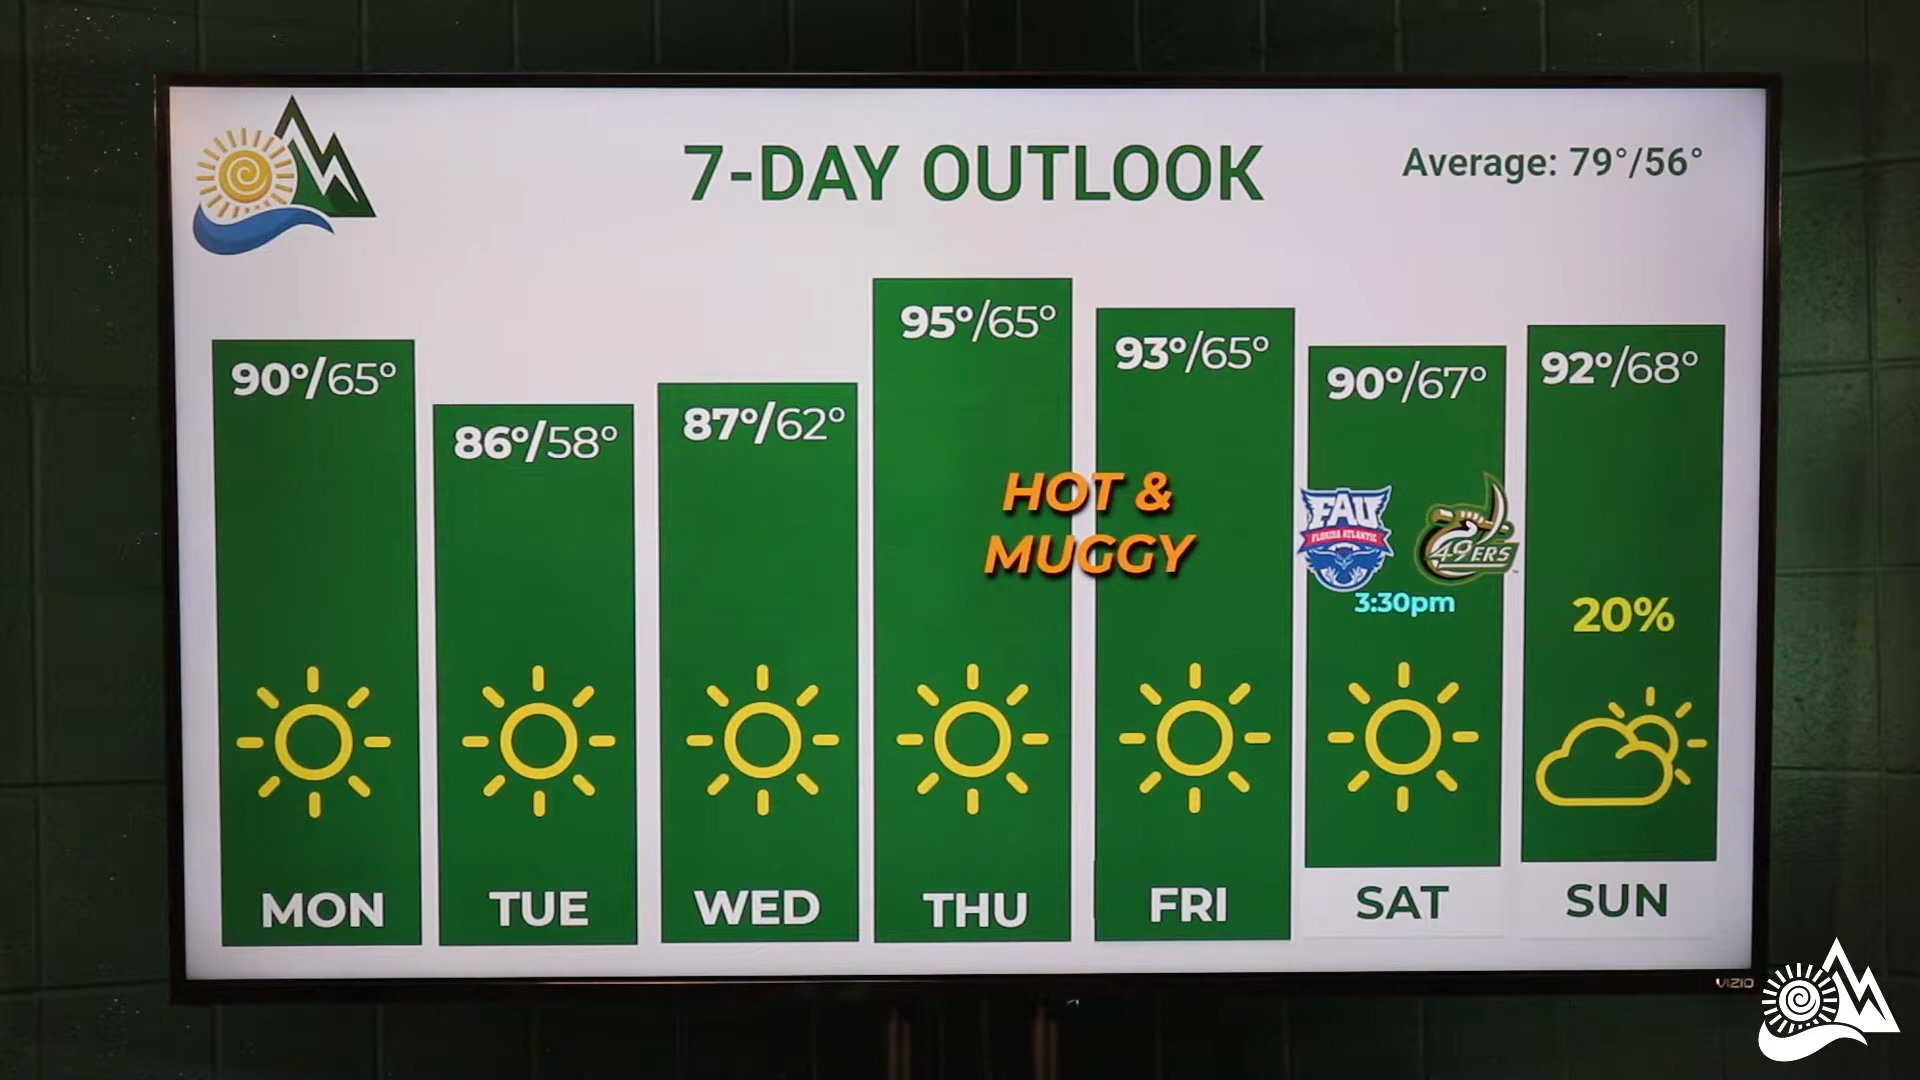 7-DAY OUTLOOK
Average: 79°/56°
90°/65°
86°/58°
87°/62°
95°/65°
93°/65°
90°/67°
92°/68°
HOT &
MUGGY
FAU
FLORIDA ATLANTIC
49ERS
3:30pm
20%
MON
TUE
WED
THU
FRI
SAT
SUN
VIZIO